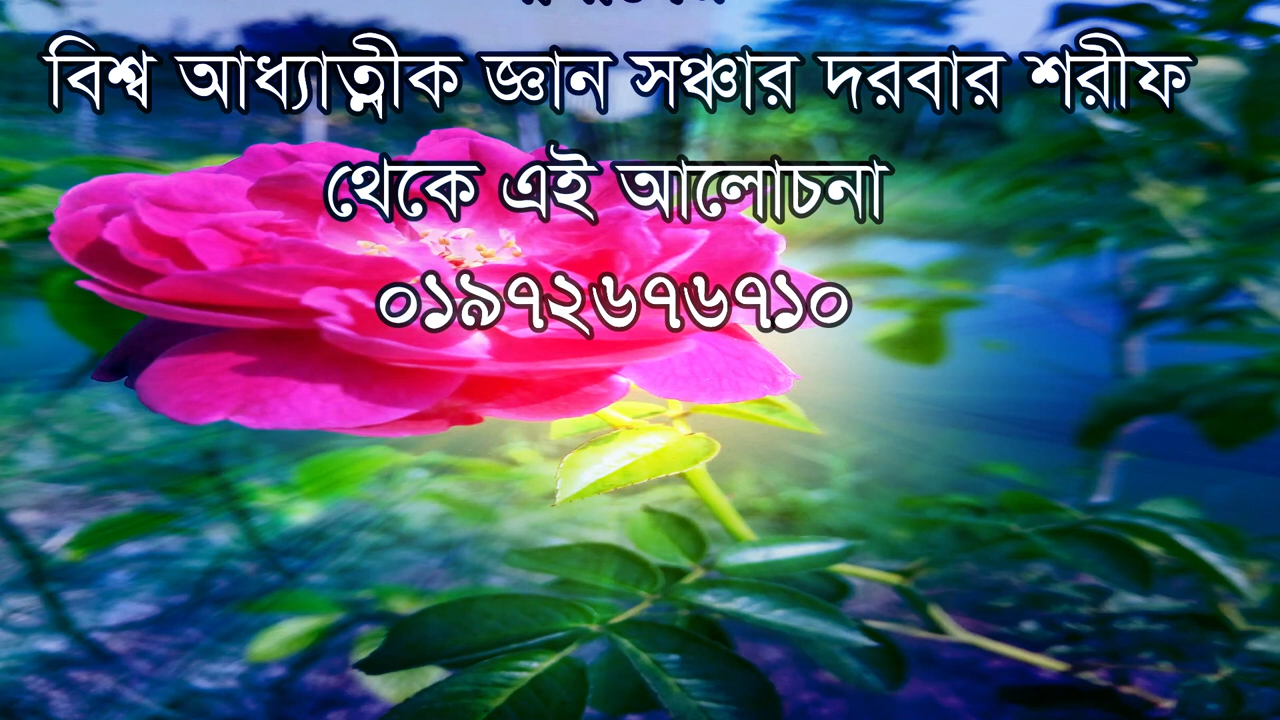 বিশ্ব আধ্যাত্নীক জ্ঞান সঞ্চার দরবার শরীফ
থেকে এই আলোচনা
০১৯৭২৬৭৬৭১০